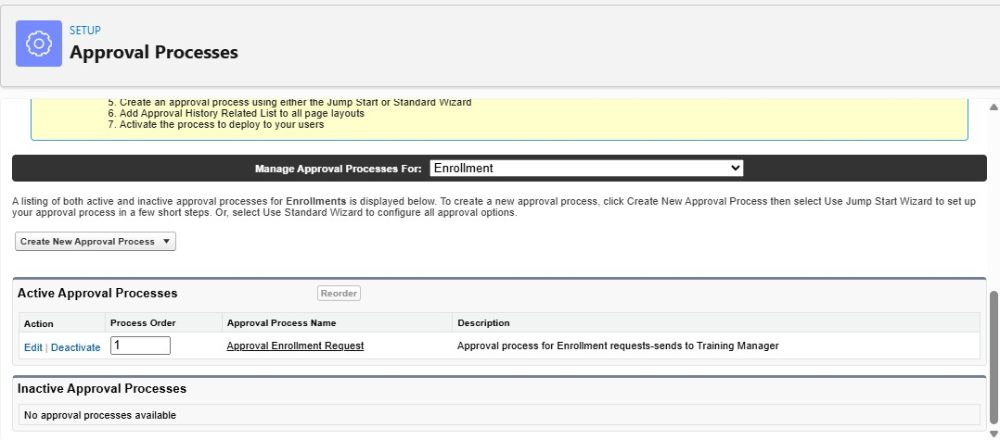 SETUP
Approval Processes
5. Create an approval process using either the Jump Start or Standard Wizard
6. Add Approval History Related List to all page layouts
7. Activate the process to deploy to your users
Manage Approval Processes For: Enrollment
A listing of both active and inactive approval processes for Enrollments is displayed below. To create a new approval process, click Create New Approval Process then select Use Jump Start Wizard to set up
your approval process in a few short steps. Or, select Use Standard Wizard to configure all approval options.
Create New Approval Process
Active Approval Processes Reorder
Action Process Order Approval Process Name Description
Edit | Deactivate 1 Approval Enrollment Request Approval process for Enrollment requests-sends to Training Manager
Inactive Approval Processes
No approval processes available